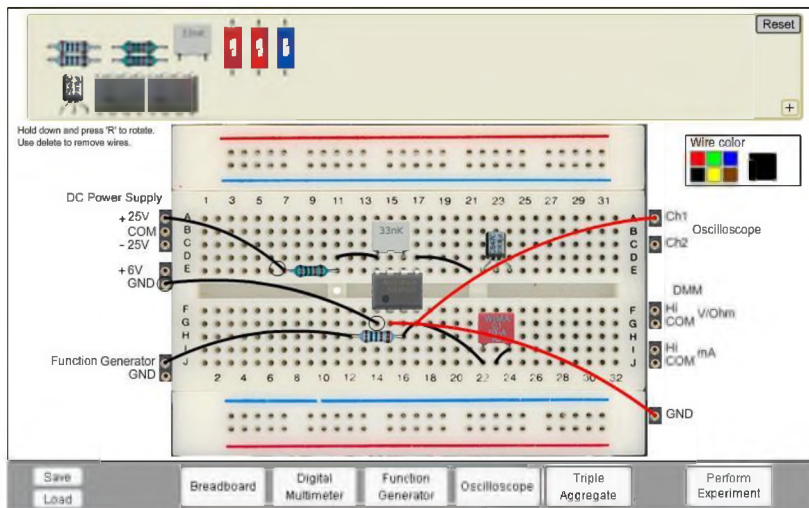 33nK
Reset
+
Hold down and press 'R' to rotate.
Use delete to remove wires.
Wire color
DC Power Supply
+25V
COM
-25V
+6V
GND
Function Generator
GND
1 3 5 7 9 11 13 15 17 19 21 23 25 27 29 31
A A
B B
C C
D D
E E
33nK
F F
G G
H H
I I
J J
2 4 6 8 10 12 14 16 18 20 22 24 26 28 30 32
Ch1
Ch2
Oscilloscope
DMM
Hi
COM
V/Ohm
Hi
COM
mA
GND
Save
Load
Breadboard
Digital
Multimeter
Function
Generator
Oscilloscope
Triple
Aggregate
Perform
Experiment